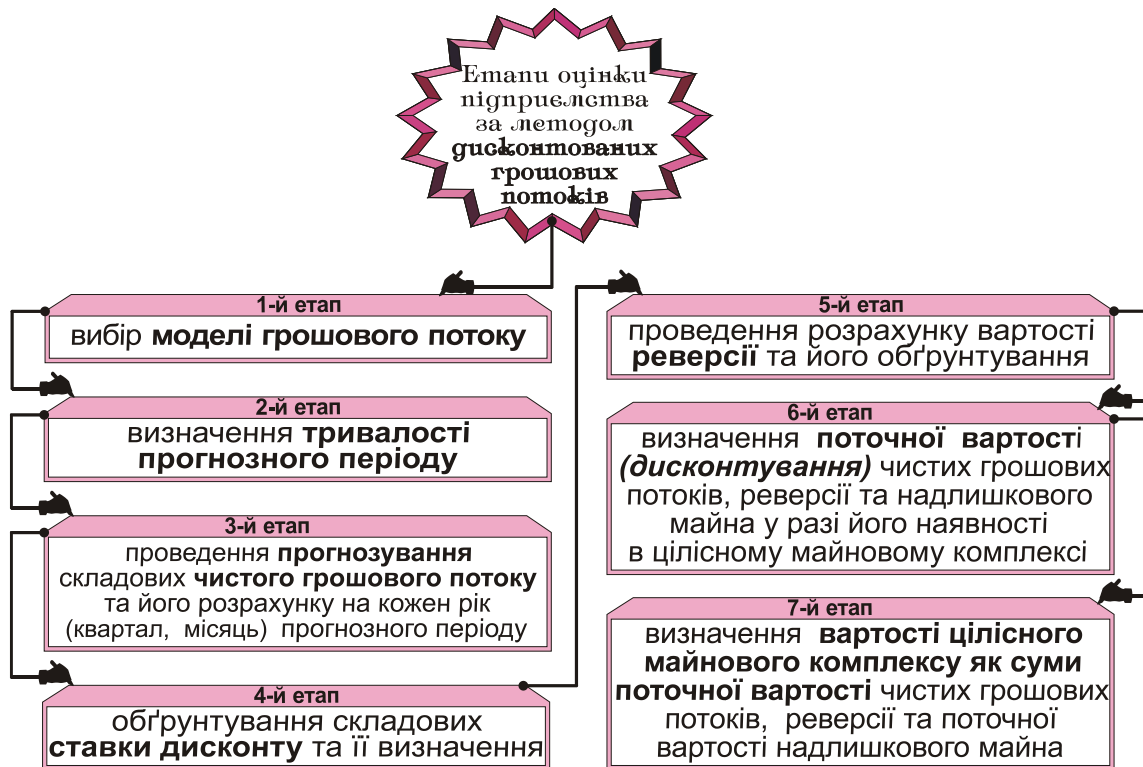 Етапи оцінки
підприємства
за методом
дисконтованих
грошових
потоків
1-й етап
вибір моделі грошового потоку
2-й етап
визначення тривалості
прогнозного періоду
3-й етап
проведення прогнозування
складових чистого грошового потоку
та його розрахунку на кожен рік
(квартал, місяць) прогнозного періоду
4-й етап
обґрунтування складових
ставки дисконту та її визначення
5-й етап
проведення розрахунку вартості
реверсії та його обґрунтування
6-й етап
визначення поточної вартості
(дисконтування) чистих грошових
потоків, реверсії та надлишкового
майна у разі його наявності
в цілісному майновому комплексі
7-й етап
визначення вартості цілісного
майнового комплексу як суми
поточної вартості чистих грошових
потоків, реверсії та поточної
вартості надлишкового майна